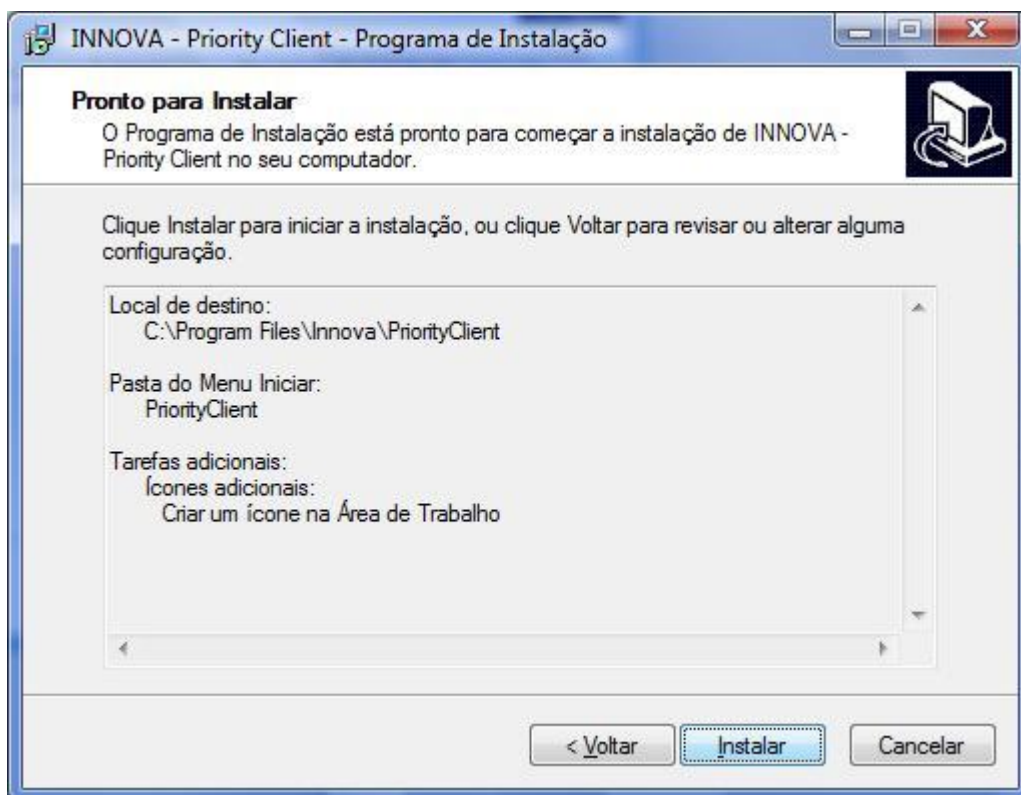 INNOVA - Priority Client - Programa de Instalação
Pronto para Instalar
O Programa de Instalação está pronto para começar a instalação de INNOVA -
Priority Client no seu computador.
Clique Instalar para iniciar a instalação, ou clique Voltar para revisar ou alterar alguma
configuração.
Local de destino:
C:\Program Files\Innova\PriorityClient
Pasta do Menu Iniciar:
PriorityClient
Tarefas adicionais:
Ícones adicionais:
Criar um ícone na Área de Trabalho
< Voltar
Instalar
Cancelar